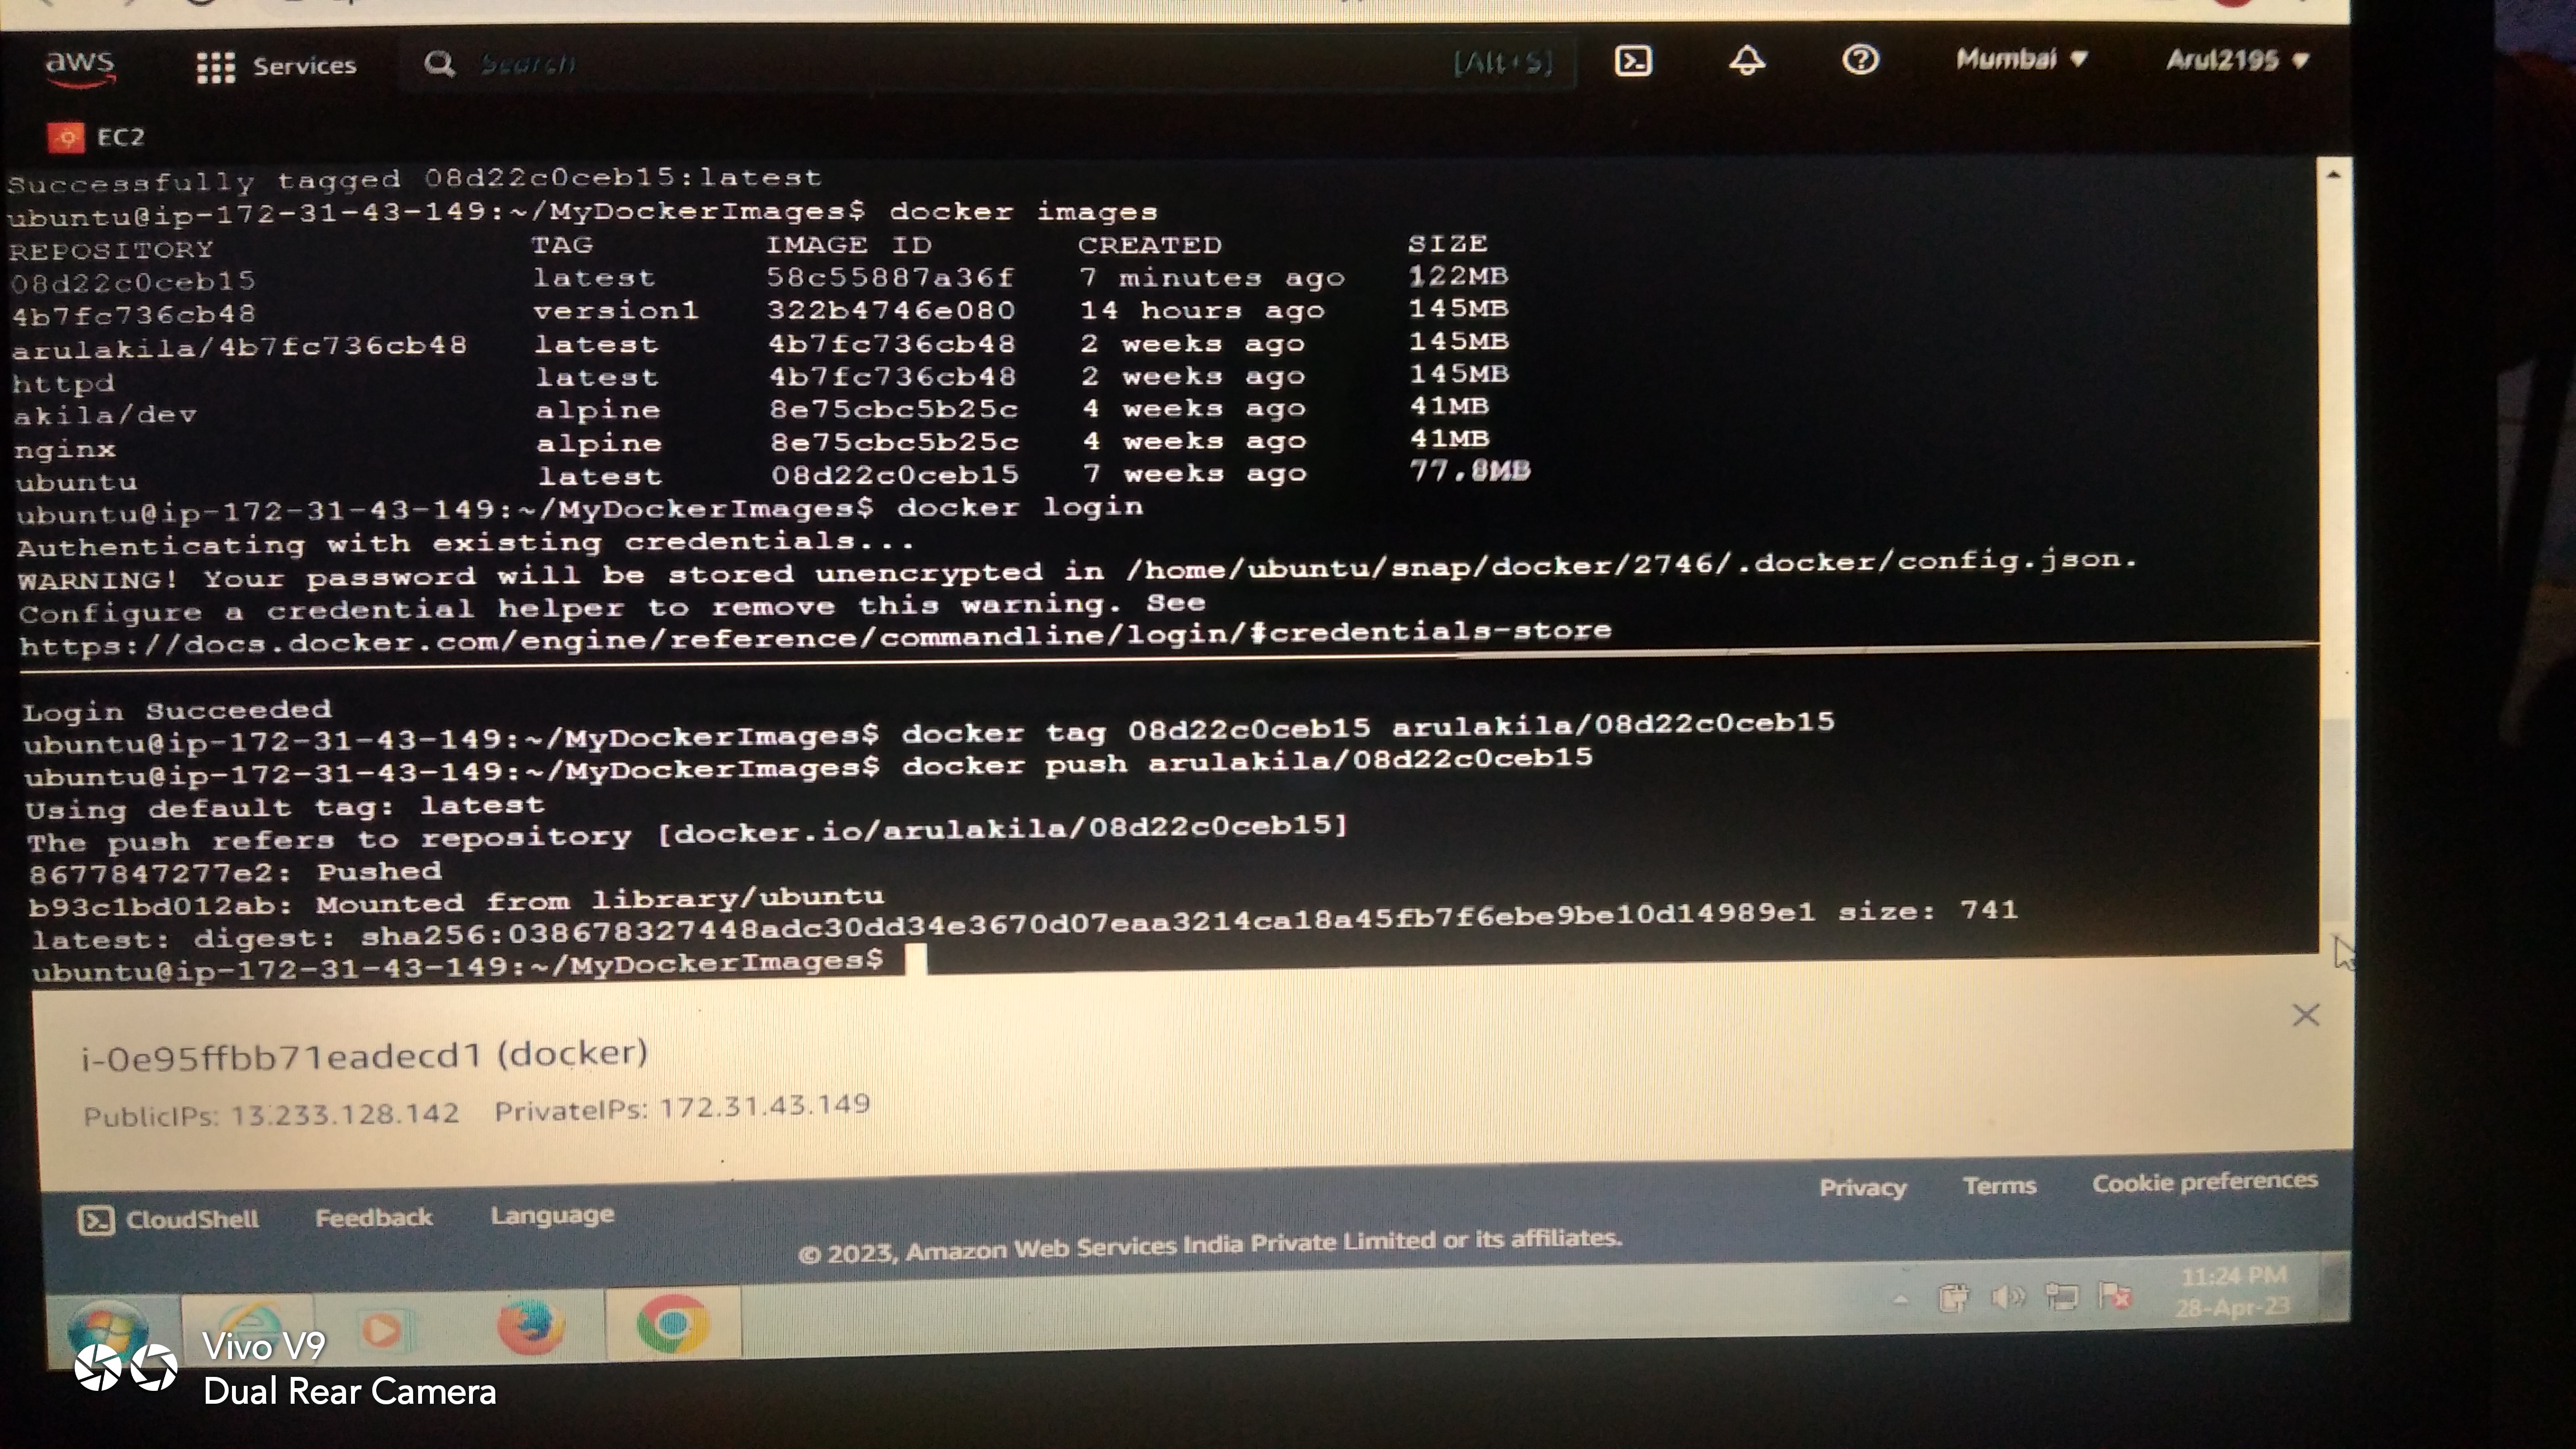 aws Services Search [Alt+S] Mumbai Arul2195
EC2
Successfully tagged 08d22c0ceb15:latest
ubuntu@ip-172-31-43-149:~/MyDockerImages$ docker images
REPOSITORY TAG IMAGE ID CREATED SIZE
08d22c0ceb15 latest 58c55887a36f 7 minutes ago 122MB
4b7fc736cb48 version1 322b4746e080 14 hours ago 145MB
arulakila/4b7fc736cb48 latest 4b7fc736cb48 2 weeks ago 145MB
httpd latest 4b7fc736cb48 2 weeks ago 145MB
akila/dev alpine 8e75cbc5b25c 4 weeks ago 41MB
nginx alpine 8e75cbc5b25c 4 weeks ago 41MB
ubuntu latest 08d22c0ceb15 7 weeks ago 77.8MB
ubuntu@ip-172-31-43-149:~/MyDockerImages$ docker login
Authenticating with existing credentials...
WARNING! Your password will be stored unencrypted in /home/ubuntu/snap/docker/2746/.docker/config.json.
Configure a credential helper to remove this warning. See
https://docs.docker.com/engine/reference/commandline/login/#credentials-store
Login Succeeded
ubuntu@ip-172-31-43-149:~/MyDockerImages$ docker tag 08d22c0ceb15 arulakila/08d22c0ceb15
ubuntu@ip-172-31-43-149:~/MyDockerImages$ docker push arulakila/08d22c0ceb15
Using default tag: latest
The push refers to repository [docker.io/arulakila/08d22c0ceb15]
8677847277e2: Pushed
b93c1bd012ab: Mounted from library/ubuntu
latest: digest: sha256:038678327448adc30dd34e3670d07eaa3214ca18a45fb7f6ebe9be10d14989e1 size: 741
ubuntu@ip-172-31-43-149:~/MyDockerImages$
i-0e95ffbb71eadecd1 (docker)
PublicIPs: 13.233.128.142 PrivateIPs: 172.31.43.149
CloudShell Feedback Language Privacy Terms Cookie preferences
© 2023, Amazon Web Services India Private Limited or its affiliates.
11:24 PM
28-Apr-23
Vivo V9
Dual Rear Camera